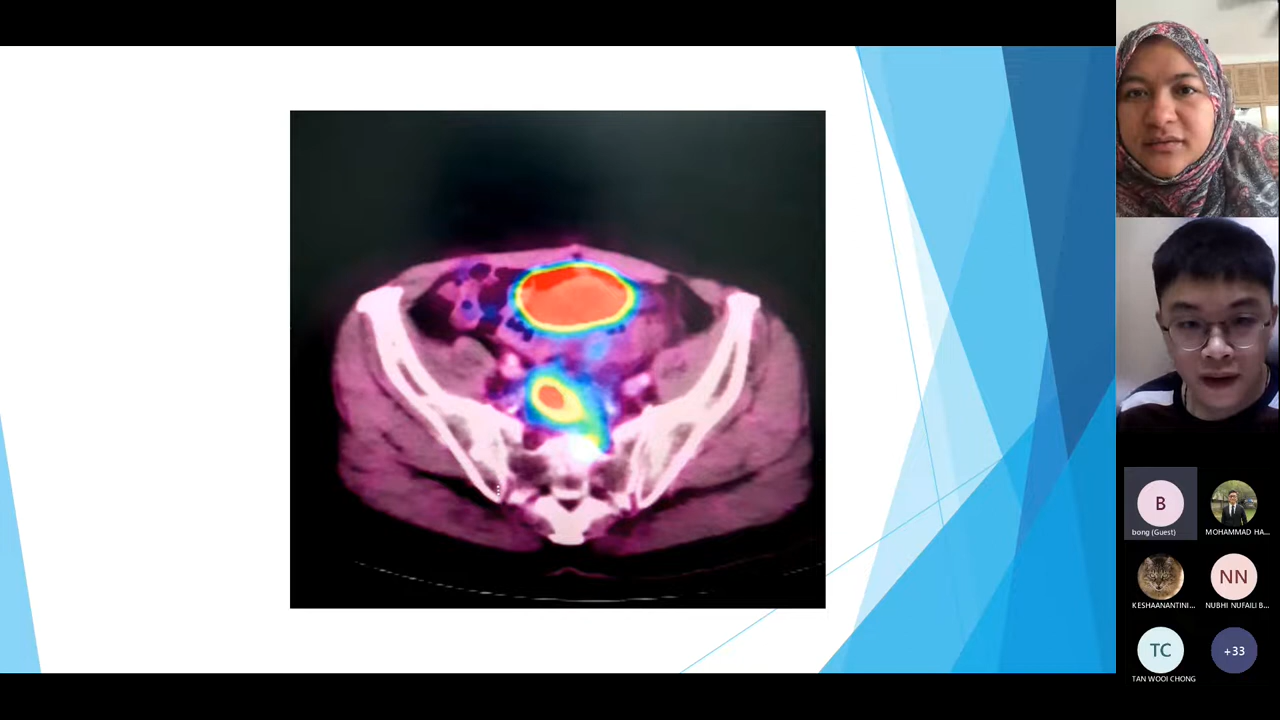 B
bong (Guest)
MOHAMMAD HA...
KESHAANANTINI...
NN
NUBHI NUFAILI B...
TC
TAN WOOI CHONG
+33